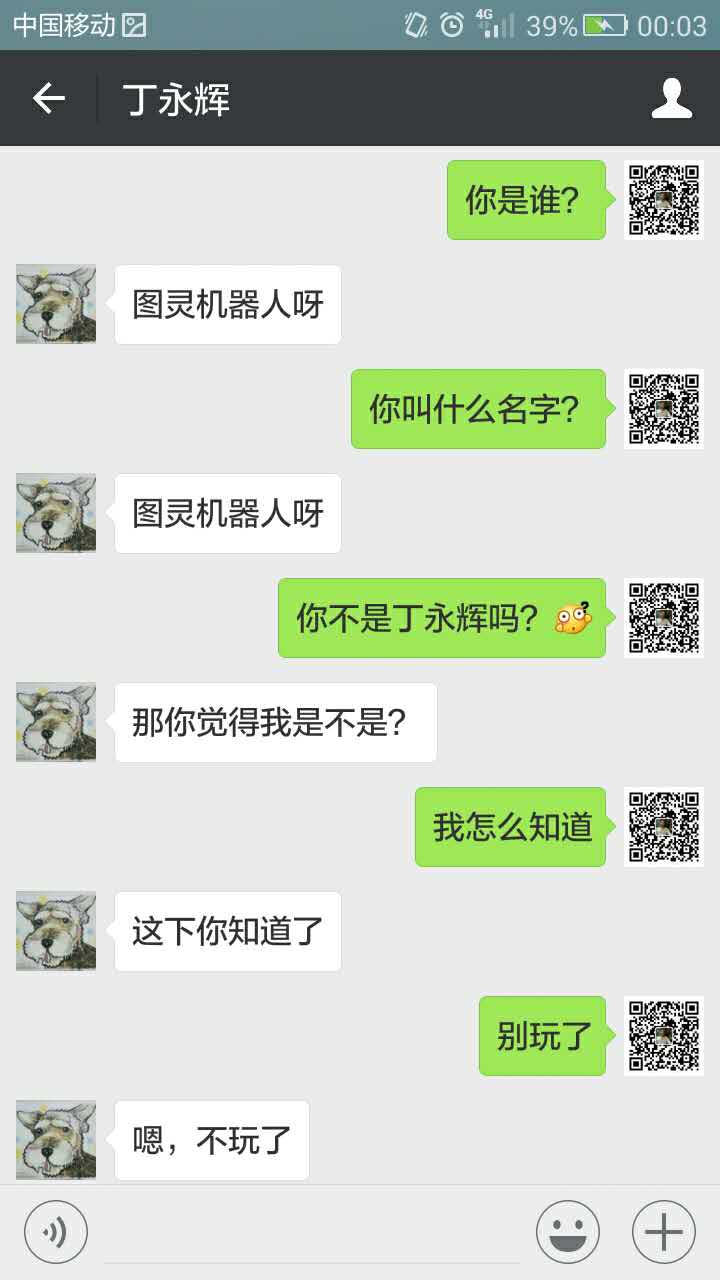 中国移动 4G 39% 00:03
丁永辉
你是谁?
图灵机器人呀
你叫什么名字?
图灵机器人呀
你不是丁永辉吗?
那你觉得我是不是?
我怎么知道
这下你知道了
别玩了
嗯，不玩了